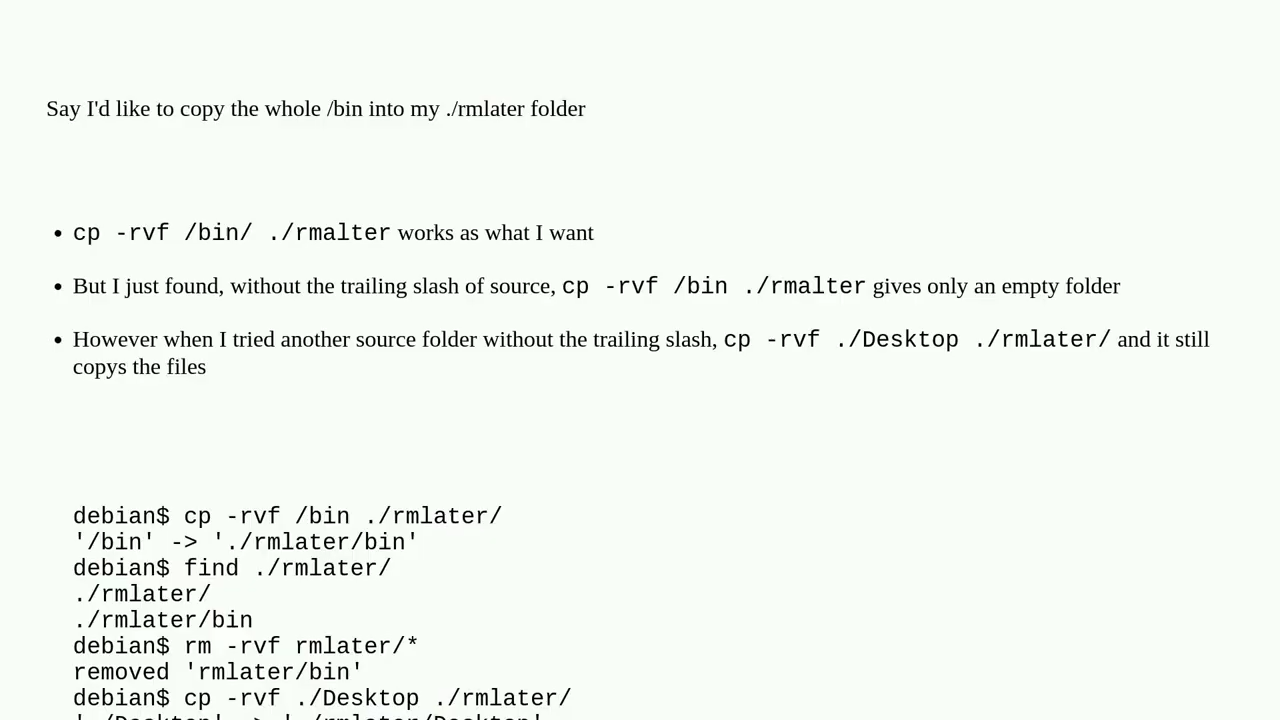 Say I'd like to copy the whole /bin into my ./rmlater folder
• cp -rvf /bin/ ./rmalter works as what I want
• But I just found, without the trailing slash of source, cp -rvf /bin ./rmalter gives only an empty folder
• However when I tried another source folder without the trailing slash, cp -rvf ./Desktop ./rmlater/ and it still
copys the files
debian$ cp -rvf /bin ./rmlater/
'/bin' -> './rmlater/bin'
debian$ find ./rmlater/
./rmlater/
./rmlater/bin
debian$ rm -rvf rmlater/*
removed 'rmlater/bin'
debian$ cp -rvf ./Desktop ./rmlater/
'./Desktop' -> './rmlater/Desktop'